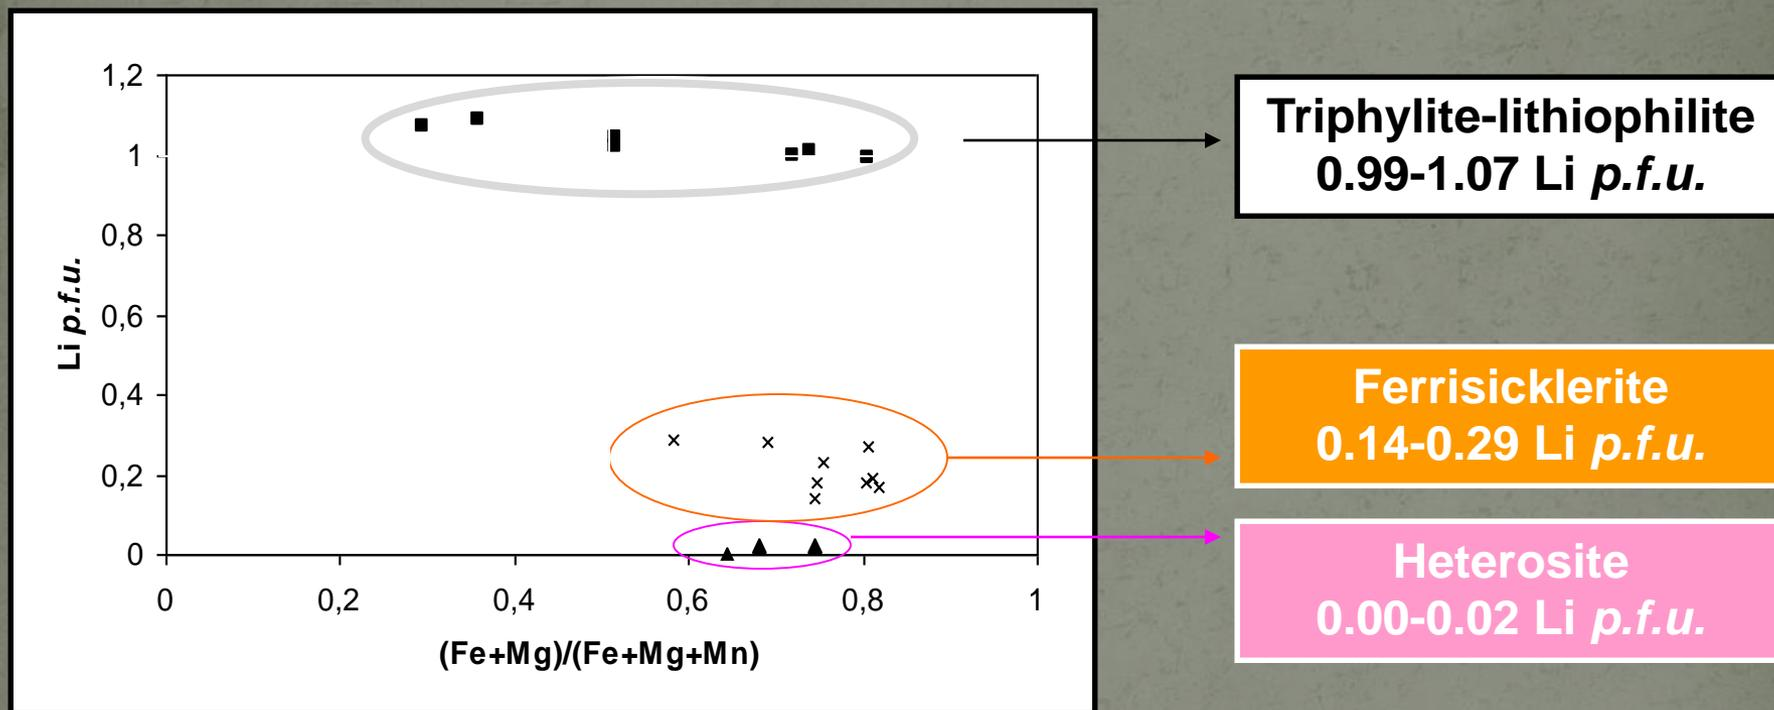 1,2
1
0,8
0,6
0,4
0,2
0
Li p.f.u.
0
0,2
0,4
0,6
0,8
1
(Fe+Mg)/(Fe+Mg+Mn)
Triphylite-lithiophilite
0.99-1.07 Li p.f.u.
Ferrisicklerite
0.14-0.29 Li p.f.u.
Heterosite
0.00-0.02 Li p.f.u.